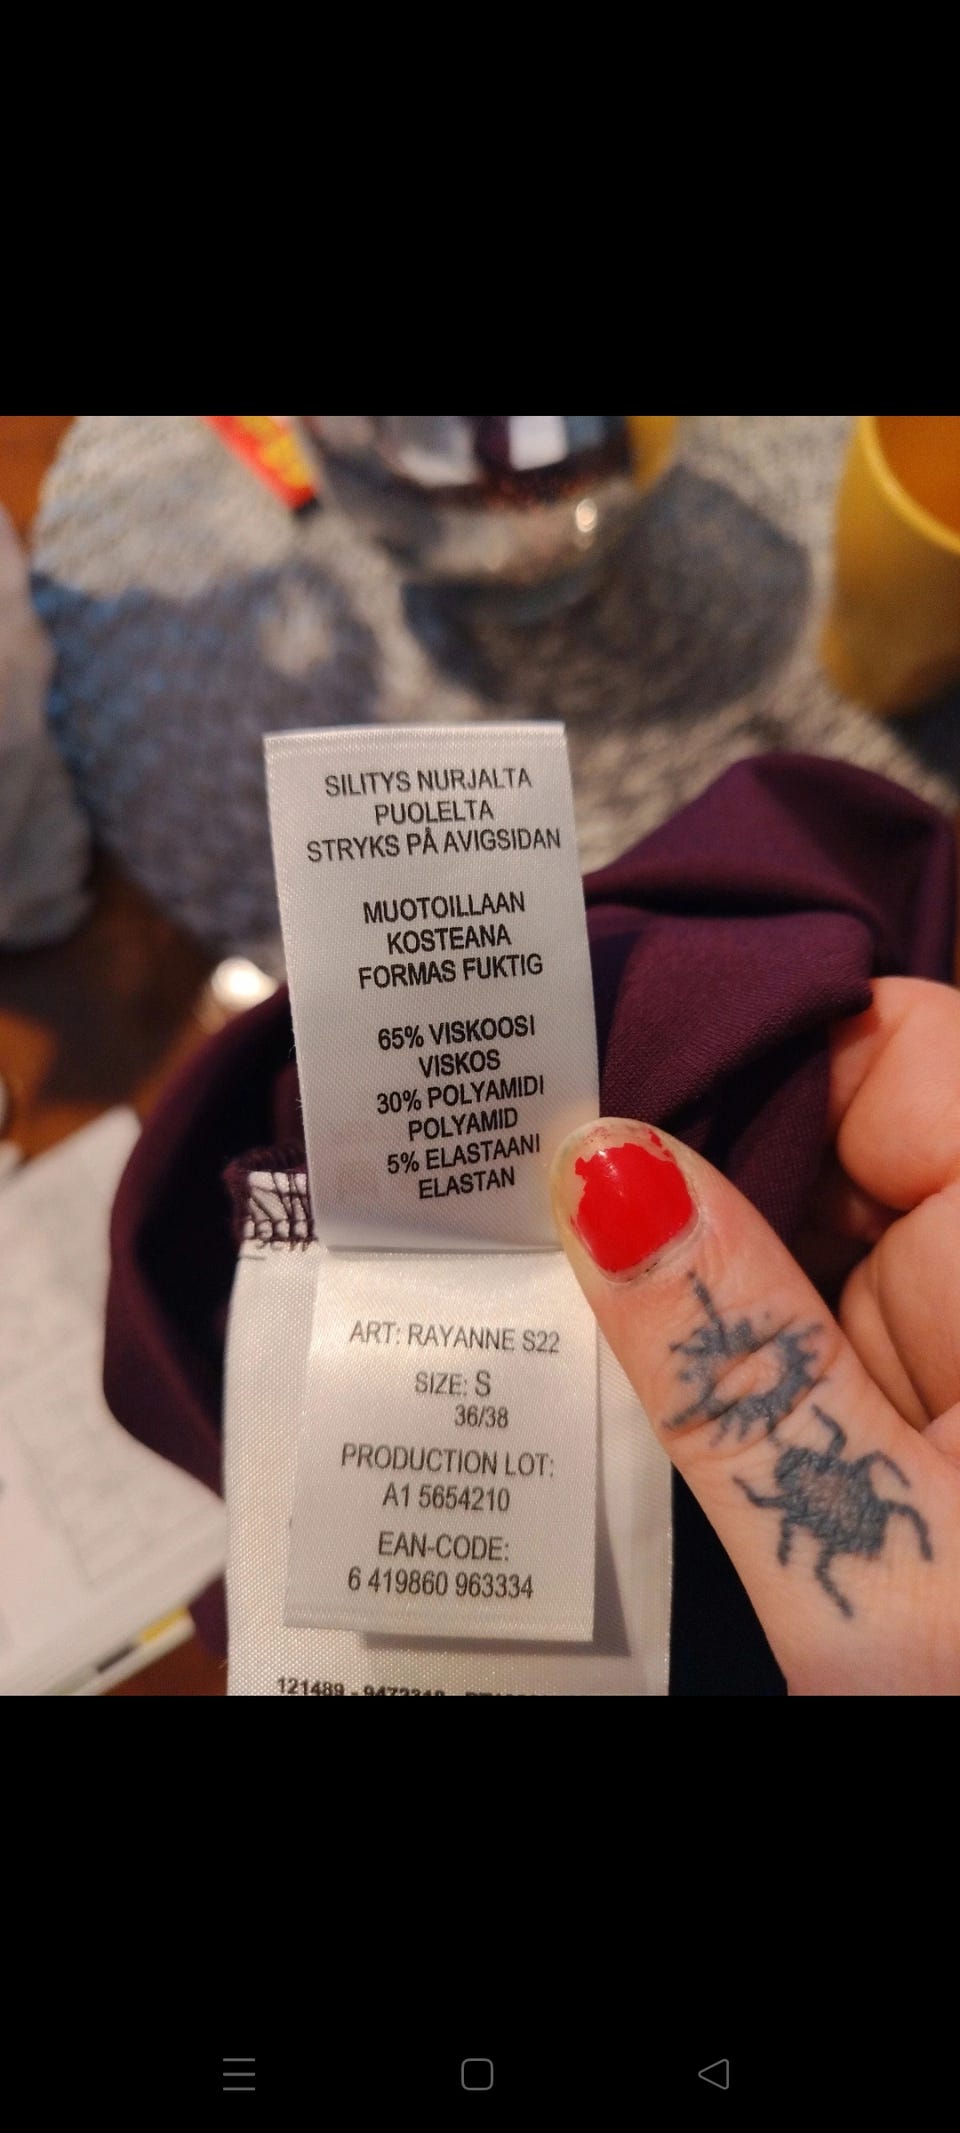 SILITYS NURJALTA
PUOLELTA
STRYKS PÅ AVIGSIDAN
MUOTOILLAAN
KOSTEANA
FORMAS FUKTIG
65% VISKOOSI
VISKOS
30% POLYAMIDI
POLYAMID
5% ELASTAANI
ELASTAN
ART: RAYANNE S22
SIZE: S
36/38
PRODUCTION LOT:
A1 5654210
EAN-CODE:
6 419860 963334
121489 -